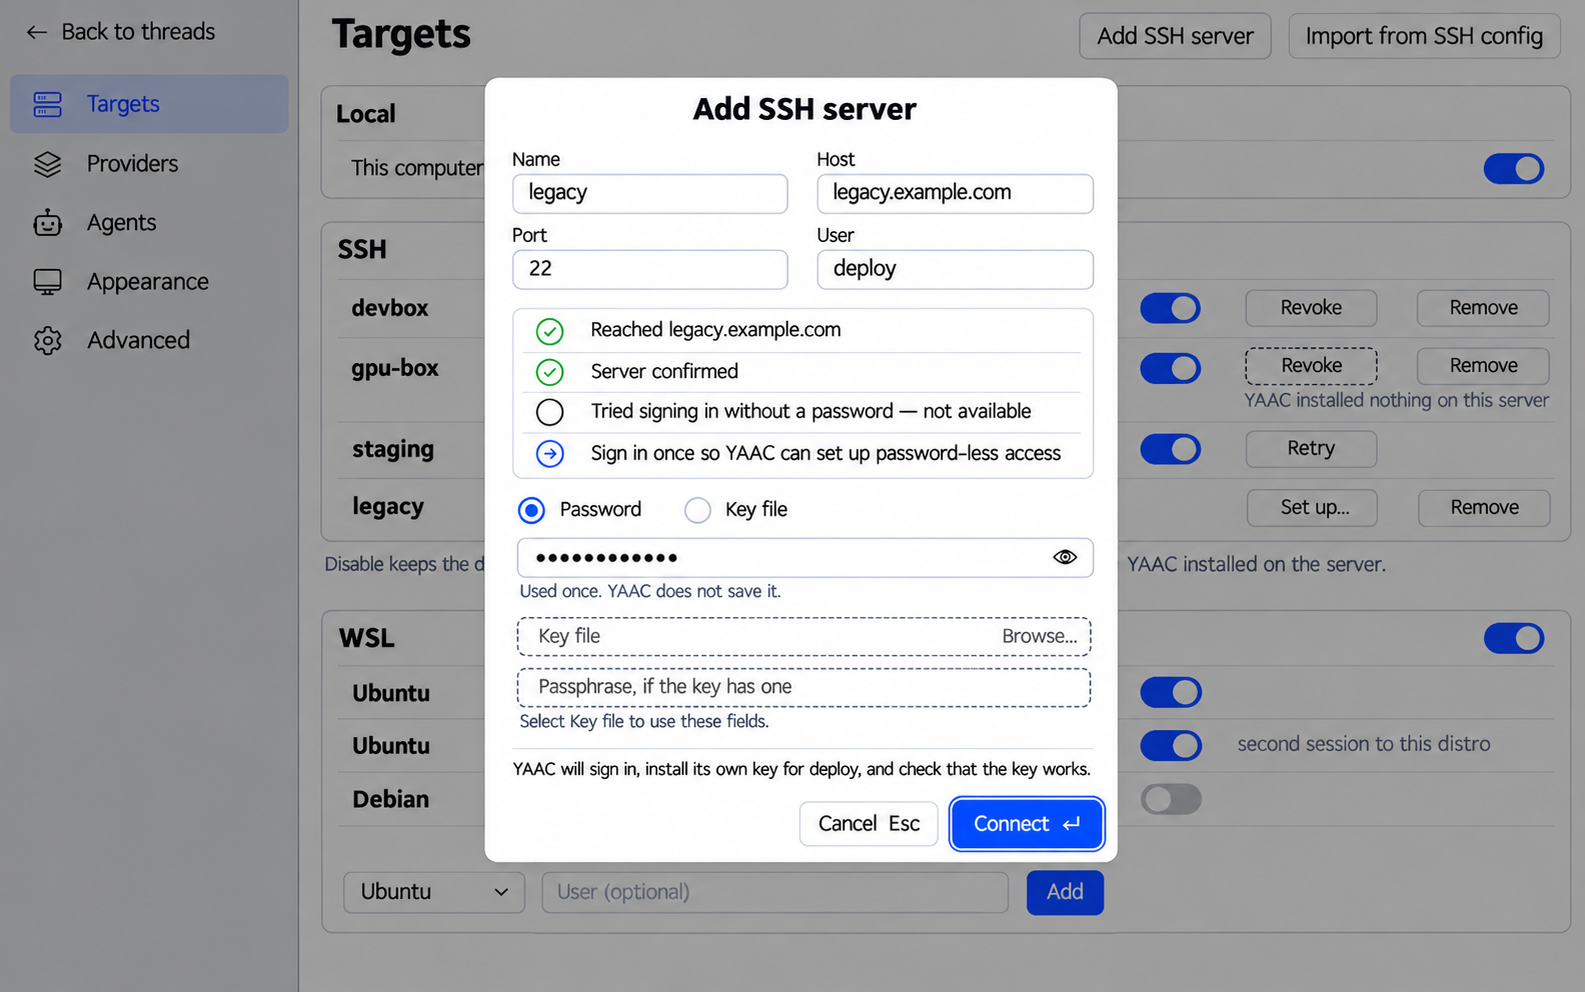 Back to threads
Targets
Providers
Agents
Appearance
Advanced
Targets
Add SSH server
Import from SSH config
Local
This computer
SSH
devbox
Revoke
Remove
gpu-box
Revoke
Remove
YAAC installed nothing on this server
staging
Retry
legacy
Set up...
Remove
Disable keeps the d
YAAC installed on the server.
WSL
Ubuntu
Ubuntu
second session to this distro
Debian
Ubuntu
User (optional)
Add
Add SSH server
Name
Host
legacy
legacy.example.com
Port
User
22
deploy
Reached legacy.example.com
Server confirmed
Tried signing in without a password — not available
Sign in once so YAAC can set up password-less access
Password
Key file
••••••••••••
Used once. YAAC does not save it.
Key file
Browse...
Passphrase, if the key has one
Select Key file to use these fields.
YAAC will sign in, install its own key for deploy, and check that the key works.
Cancel Esc
Connect ↵